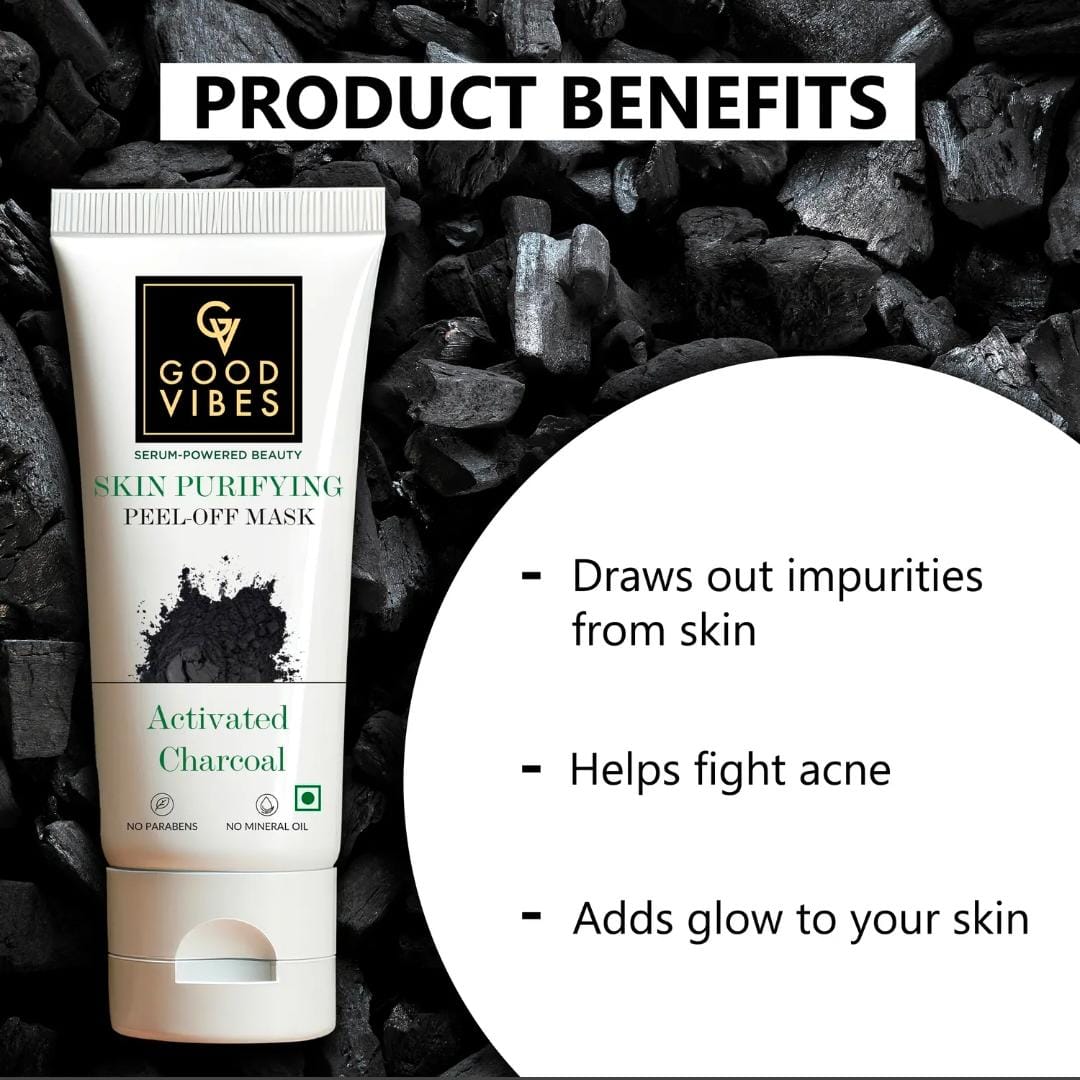 PRODUCT BENEFITS
GV
GOOD
VIBES
SERUM-POWERED BEAUTY
SKIN PURIFYING
PEEL-OFF MASK
Activated
Charcoal
NO PARABENS NO MINERAL OIL
- Draws out impurities
from skin
- Helps fight acne
- Adds glow to your skin